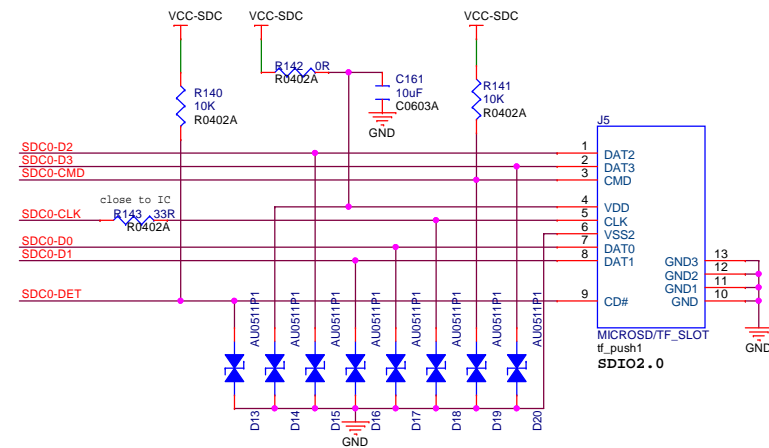 VCC-SDC
VCC-SDC
VCC-SDC
R142 0R
R0402A
R140
10K
R0402A
C161
10uF
C0603A
GND
R141
10K
R0402A
J5
SDC0-D2
SDC0-D3
SDC0-CMD
close to IC
SDC0-CLK
R143 33R
R0402A
SDC0-D0
SDC0-D1
SDC0-DET
1 DAT2
2 DAT3
3 CMD
4 VDD
5 CLK
6 VSS2
7 DAT0
8 DAT1
9 CD#
GND3 13
GND2 12
GND1 11
GND 10
GND
MICROSD/TF_SLOT
tf_push1
SDIO2.0
AU0511P1
AU0511P1
AU0511P1
AU0511P1
AU0511P1
AU0511P1
AU0511P1
AU0511P1
D13
D14
D15
D16
D17
D18
D19
D20
GND